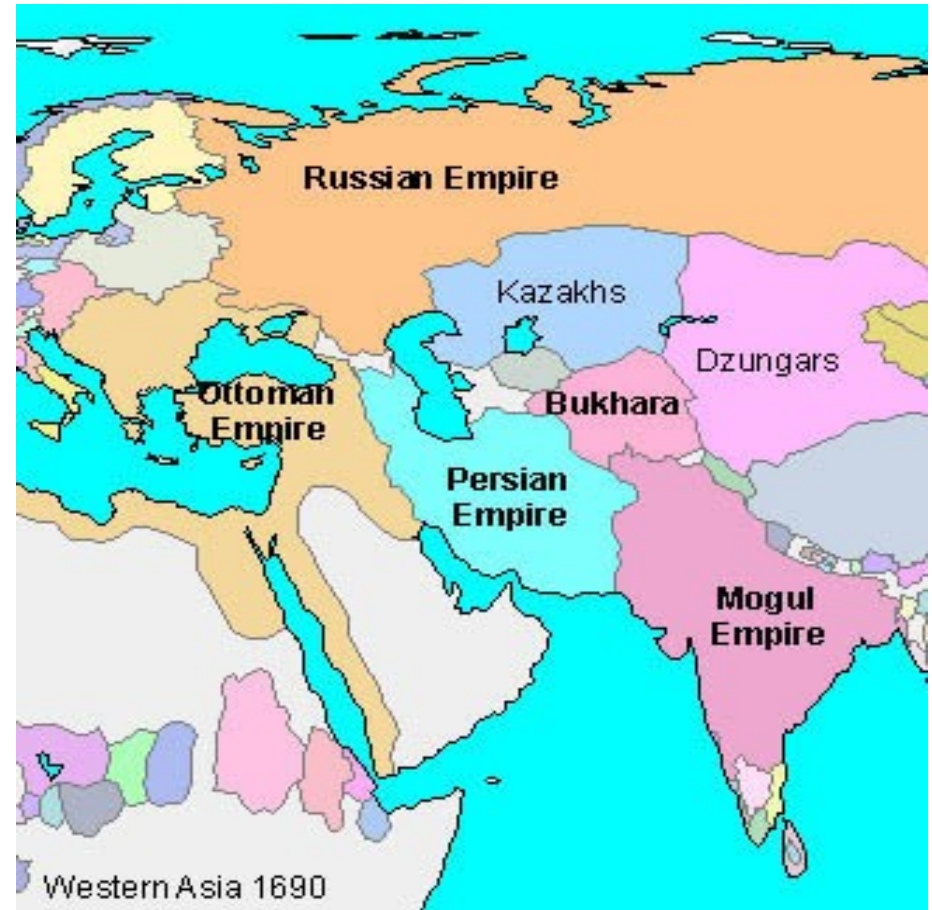 Russian Empire
Kazakhs
Dzungars
Ottoman
Empire
Bukhara
Persian
Empire
Mogul
Empire
Western Asia 1690